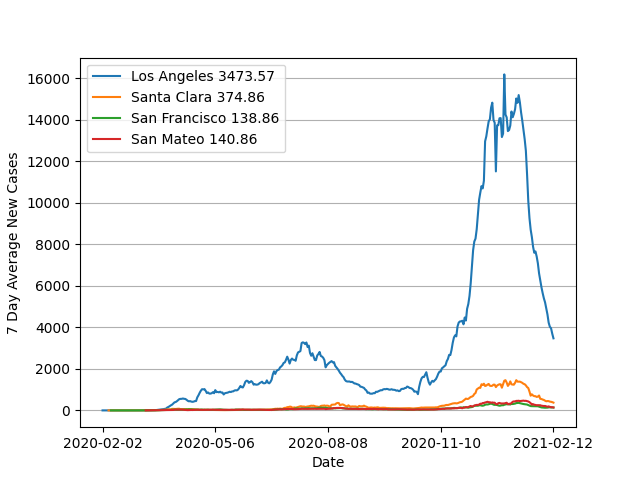 Los Angeles 3473.57
Santa Clara 374.86
San Francisco 138.86
San Mateo 140.86
7 Day Average New Cases
16000
14000
12000
10000
8000
6000
4000
2000
0
2020-02-02 2020-05-06 2020-08-08 2020-11-10 2021-02-12
Date